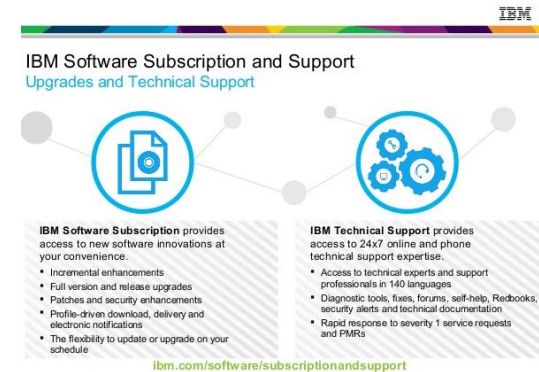 IBM
IBM Software Subscription and Support
Upgrades and Technical Support
IBM Software Subscription provides
access to new software innovations at
your convenience.
▪ Incremental enhancements
▪ Full version and release upgrades
▪ Patches and security enhancements
▪ Profile-driven download, delivery and
electronic notifications
▪ The flexibility to update or upgrade on your
schedule
IBM Technical Support provides
access to 24x7 online and phone
technical support expertise.
▪ Access to technical experts and support
professionals in 140 languages
▪ Diagnostic tools, fixes, forums, self-help, Redbooks,
security alerts and technical documentation
▪ Rapid response to severity 1 service requests
and PMRs
ibm.com/software/subscriptionandsupport